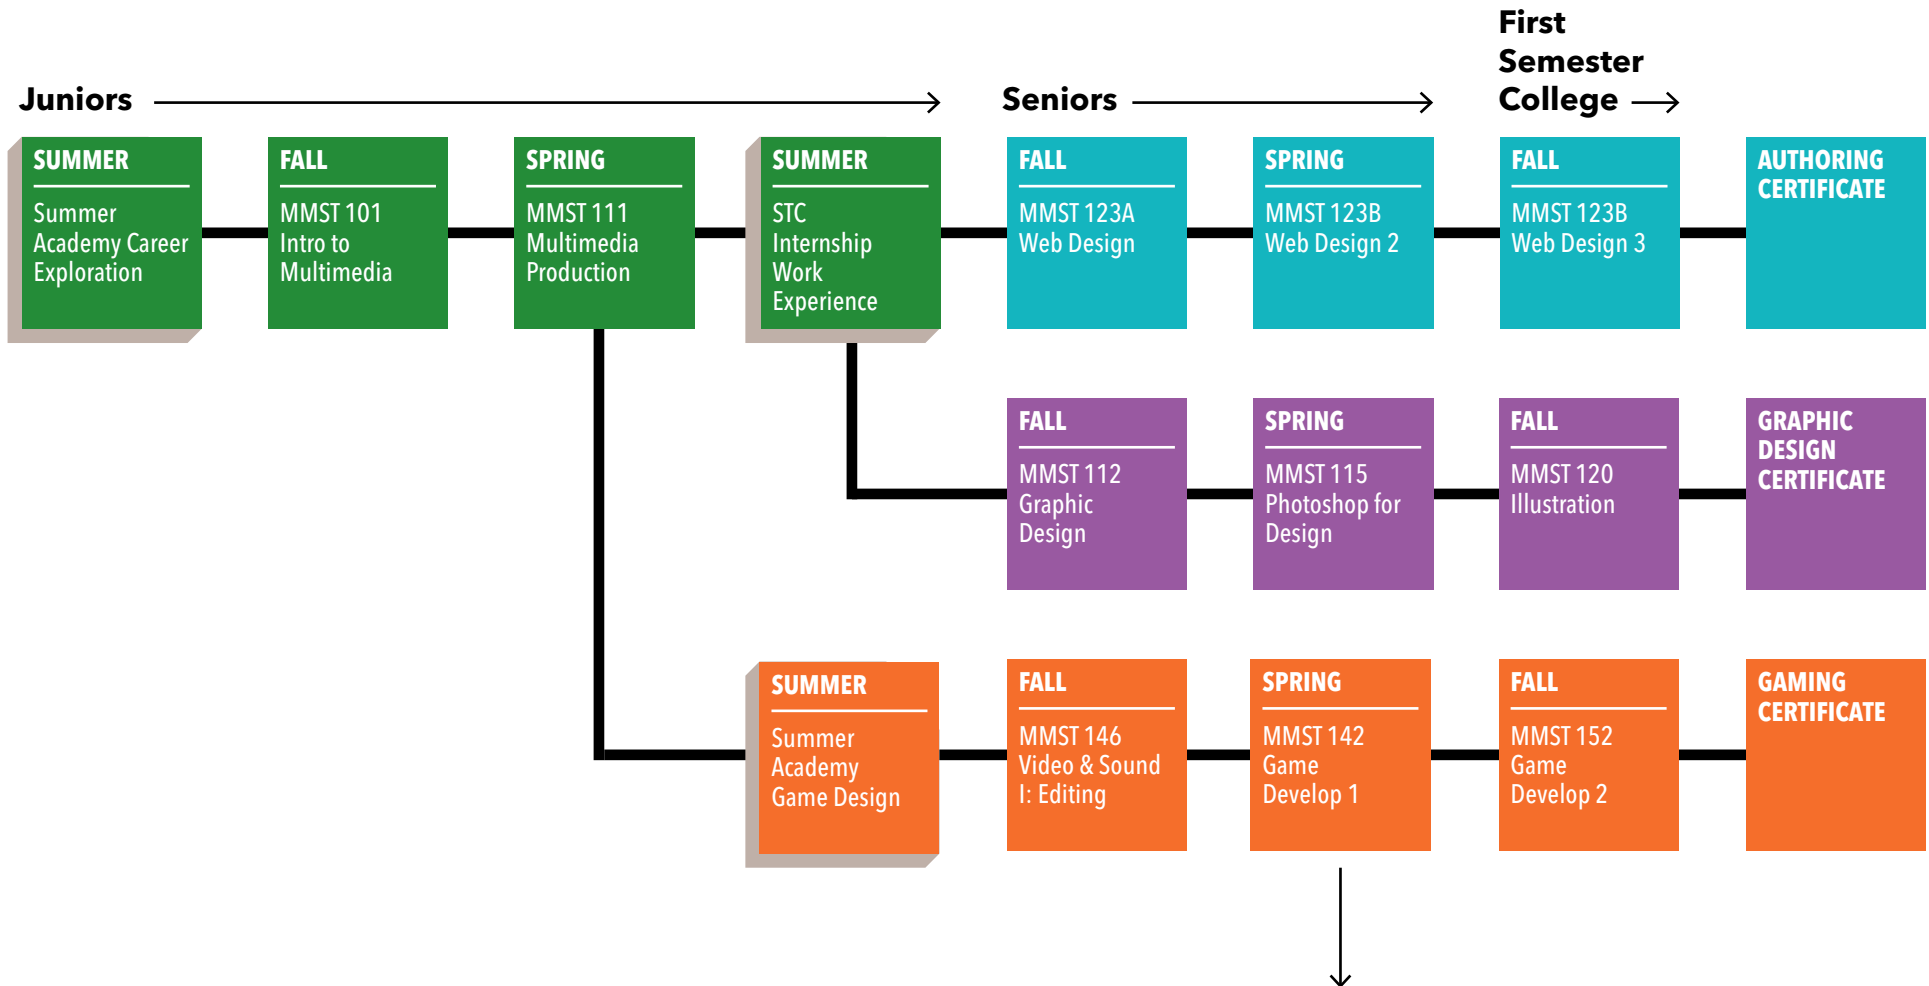 Juniors
Seniors
First
Semester
College
SUMMER
Summer
Academy Career
Exploration
FALL
MMST 101
Intro to
Multimedia
SPRING
MMST 111
Multimedia
Production
SUMMER
STC
Internship
Work
Experience
FALL
MMST 123A
Web Design
SPRING
MMST 123B
Web Design 2
FALL
MMST 123B
Web Design 3
AUTHORING
CERTIFICATE
FALL
MMST 112
Graphic
Design
SPRING
MMST 115
Photoshop for
Design
FALL
MMST 120
Illustration
GRAPHIC
DESIGN
CERTIFICATE
SUMMER
Summer
Academy
Game Design
FALL
MMST 146
Video & Sound
I: Editing
SPRING
MMST 142
Game
Develop 1
FALL
MMST 152
Game
Develop 2
GAMING
CERTIFICATE